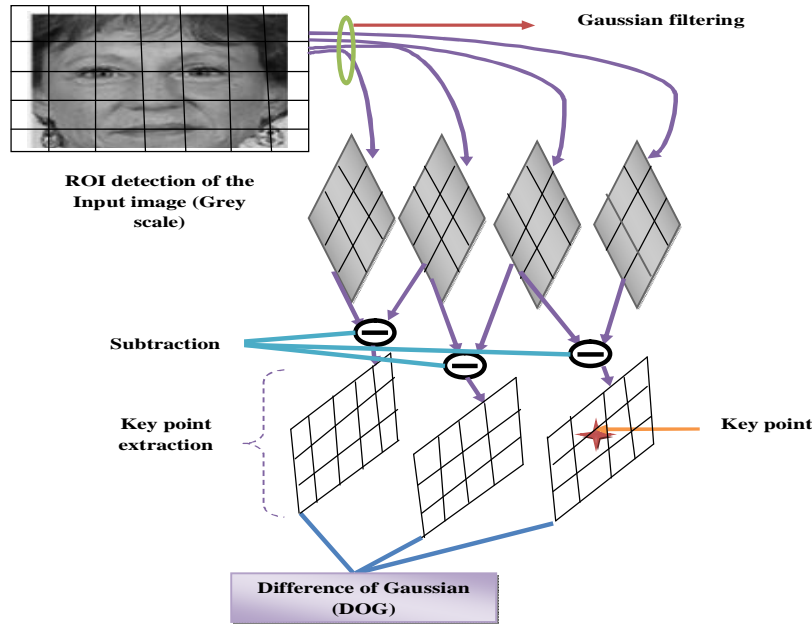 Gaussian filtering
ROI detection of the
Input image (Grey
scale)
Subtraction
Key point
extraction
Key point
Difference of Gaussian
(DOG)